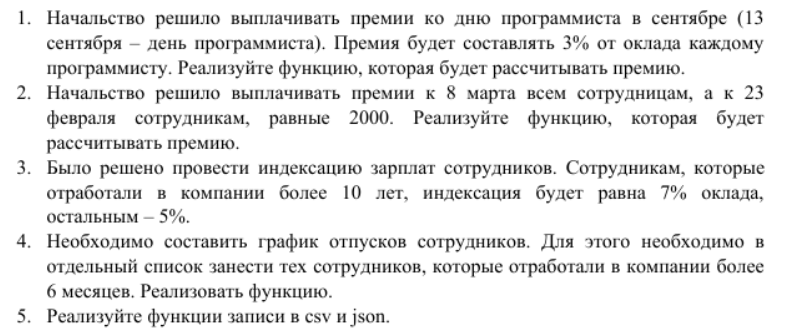 1. Начальство решило выплачивать премии ко дню программиста в сентябре (13
сентября – день программиста). Премия будет составлять 3% от оклада каждому
программисту. Реализуйте функцию, которая будет рассчитывать премию.
2. Начальство решило выплачивать премии к 8 марта всем сотрудницам, а к 23
февраля сотрудникам, равные 2000. Реализуйте функцию, которая будет
рассчитывать премию.
3. Было решено провести индексацию зарплат сотрудников. Сотрудникам, которые
отработали в компании более 10 лет, индексация будет равна 7% оклада,
остальным – 5%.
4. Необходимо составить график отпусков сотрудников. Для этого необходимо в
отдельный список занести тех сотрудников, которые отработали в компании более
6 месяцев. Реализовать функцию.
5. Реализуйте функции записи в csv и json.